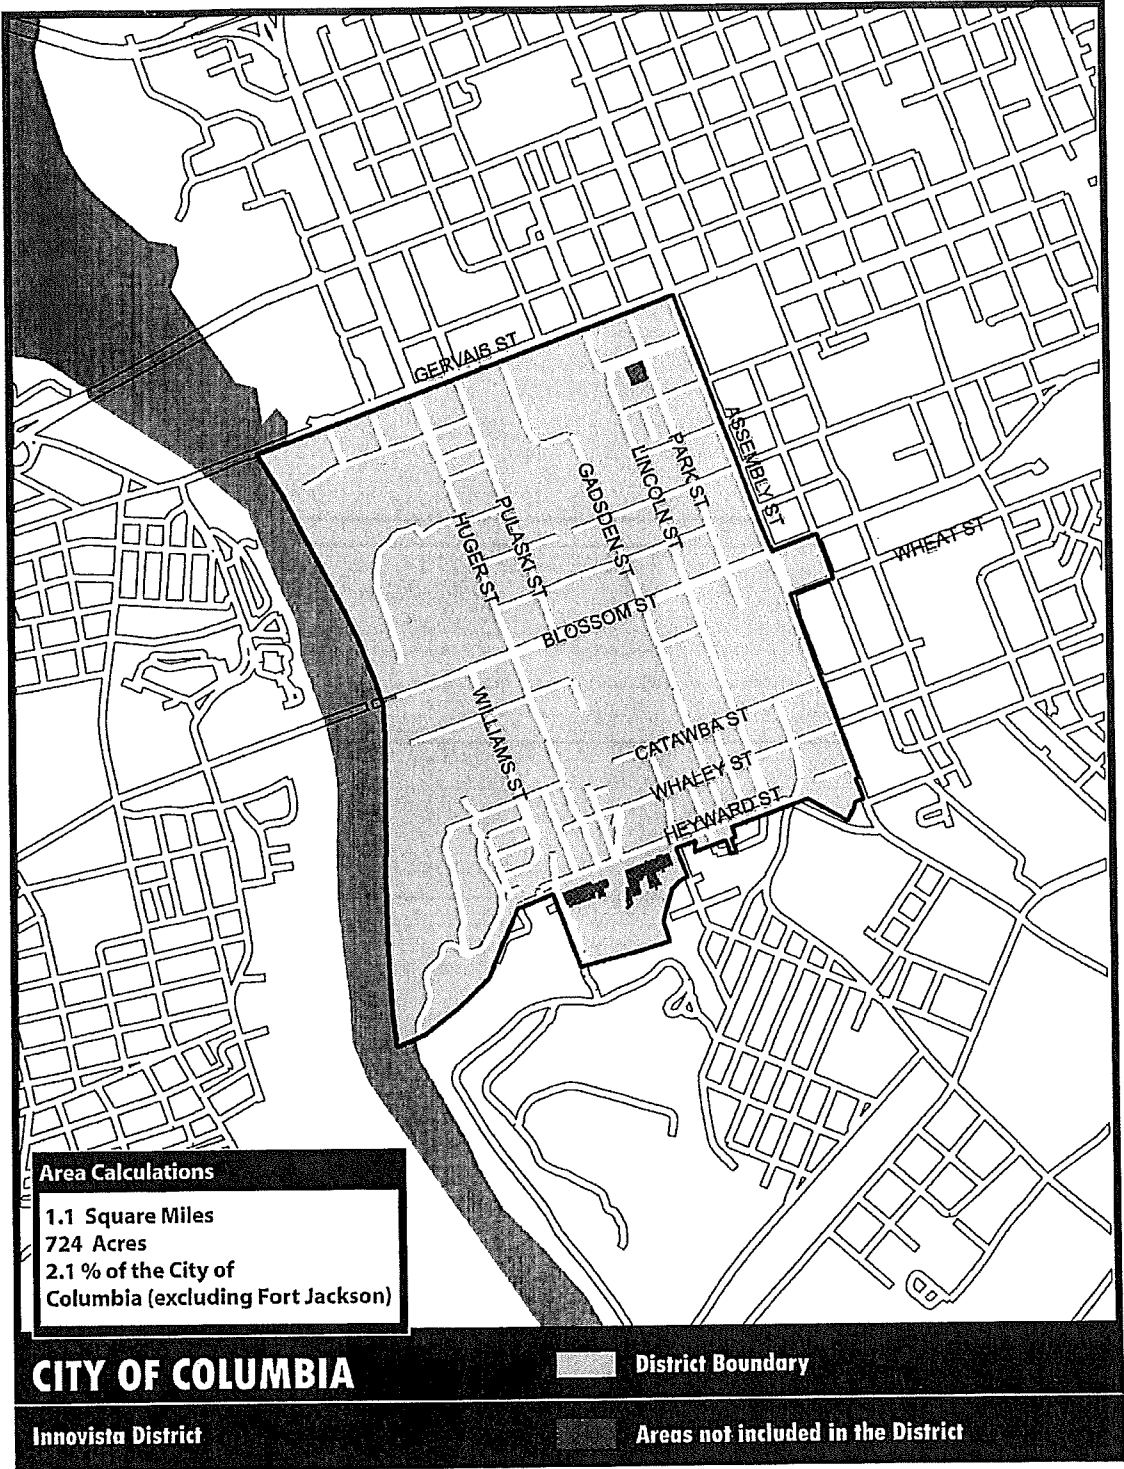 GERVAIS ST
ASSEMBLY ST
PARK ST
LINCOLN ST
GADSDEN ST
PULASKI ST
HUGER ST
WHEAT ST
BLOSSOM ST
WILLIAMS ST
CATAWBA ST
WHALEY ST
HEYWARD ST
Area Calculations
1.1 Square Miles
724 Acres
2.1 % of the City of
Columbia (excluding Fort Jackson)
CITY OF COLUMBIA
District Boundary
Innovista District
Areas not included in the District